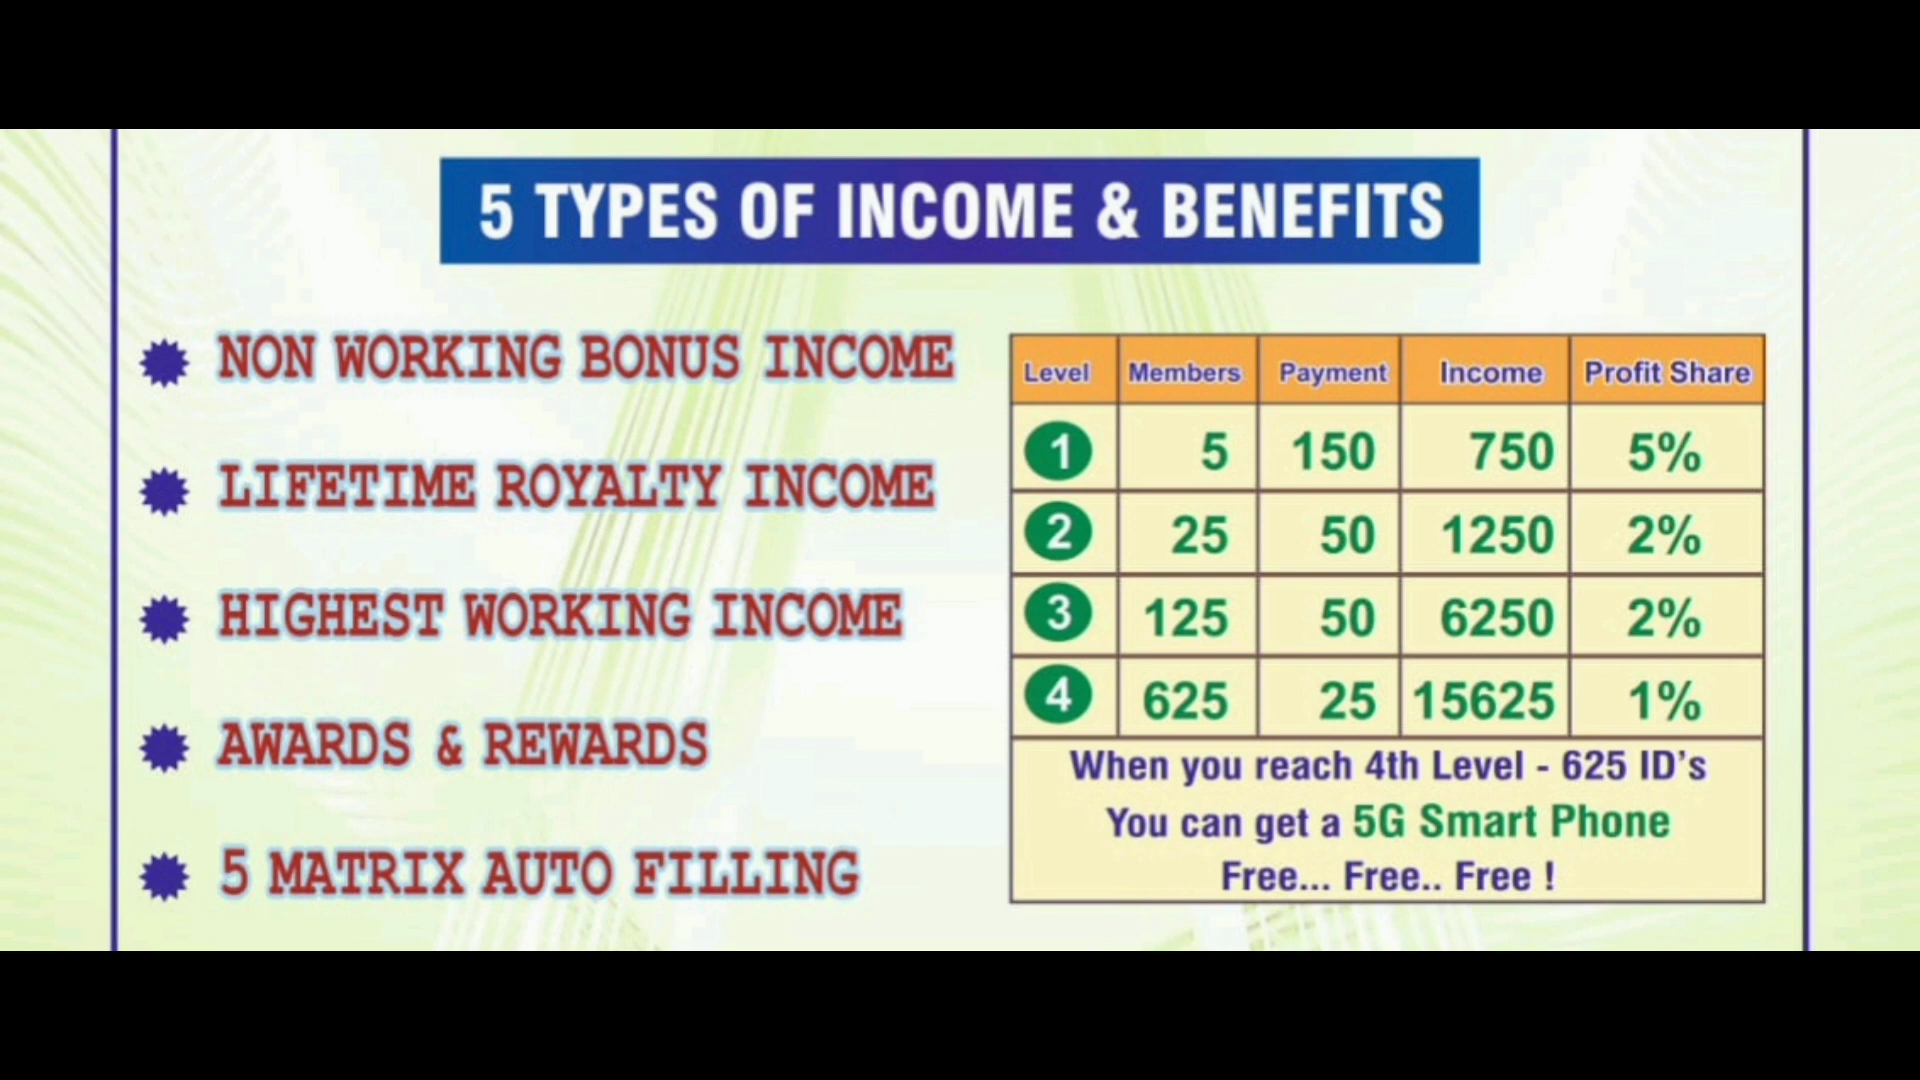 5 TYPES OF INCOME & BENEFITS
NON WORKING BONUS INCOME
LIFETIME ROYALTY INCOME
HIGHEST WORKING INCOME
AWARDS & REWARDS
5 MATRIX AUTO FILLING
Level Members Payment Income Profit Share
1 5 150 750 5%
2 25 50 1250 2%
3 125 50 6250 2%
4 625 25 15625 1%
When you reach 4th Level - 625 ID's
You can get a 5G Smart Phone
Free... Free.. Free !